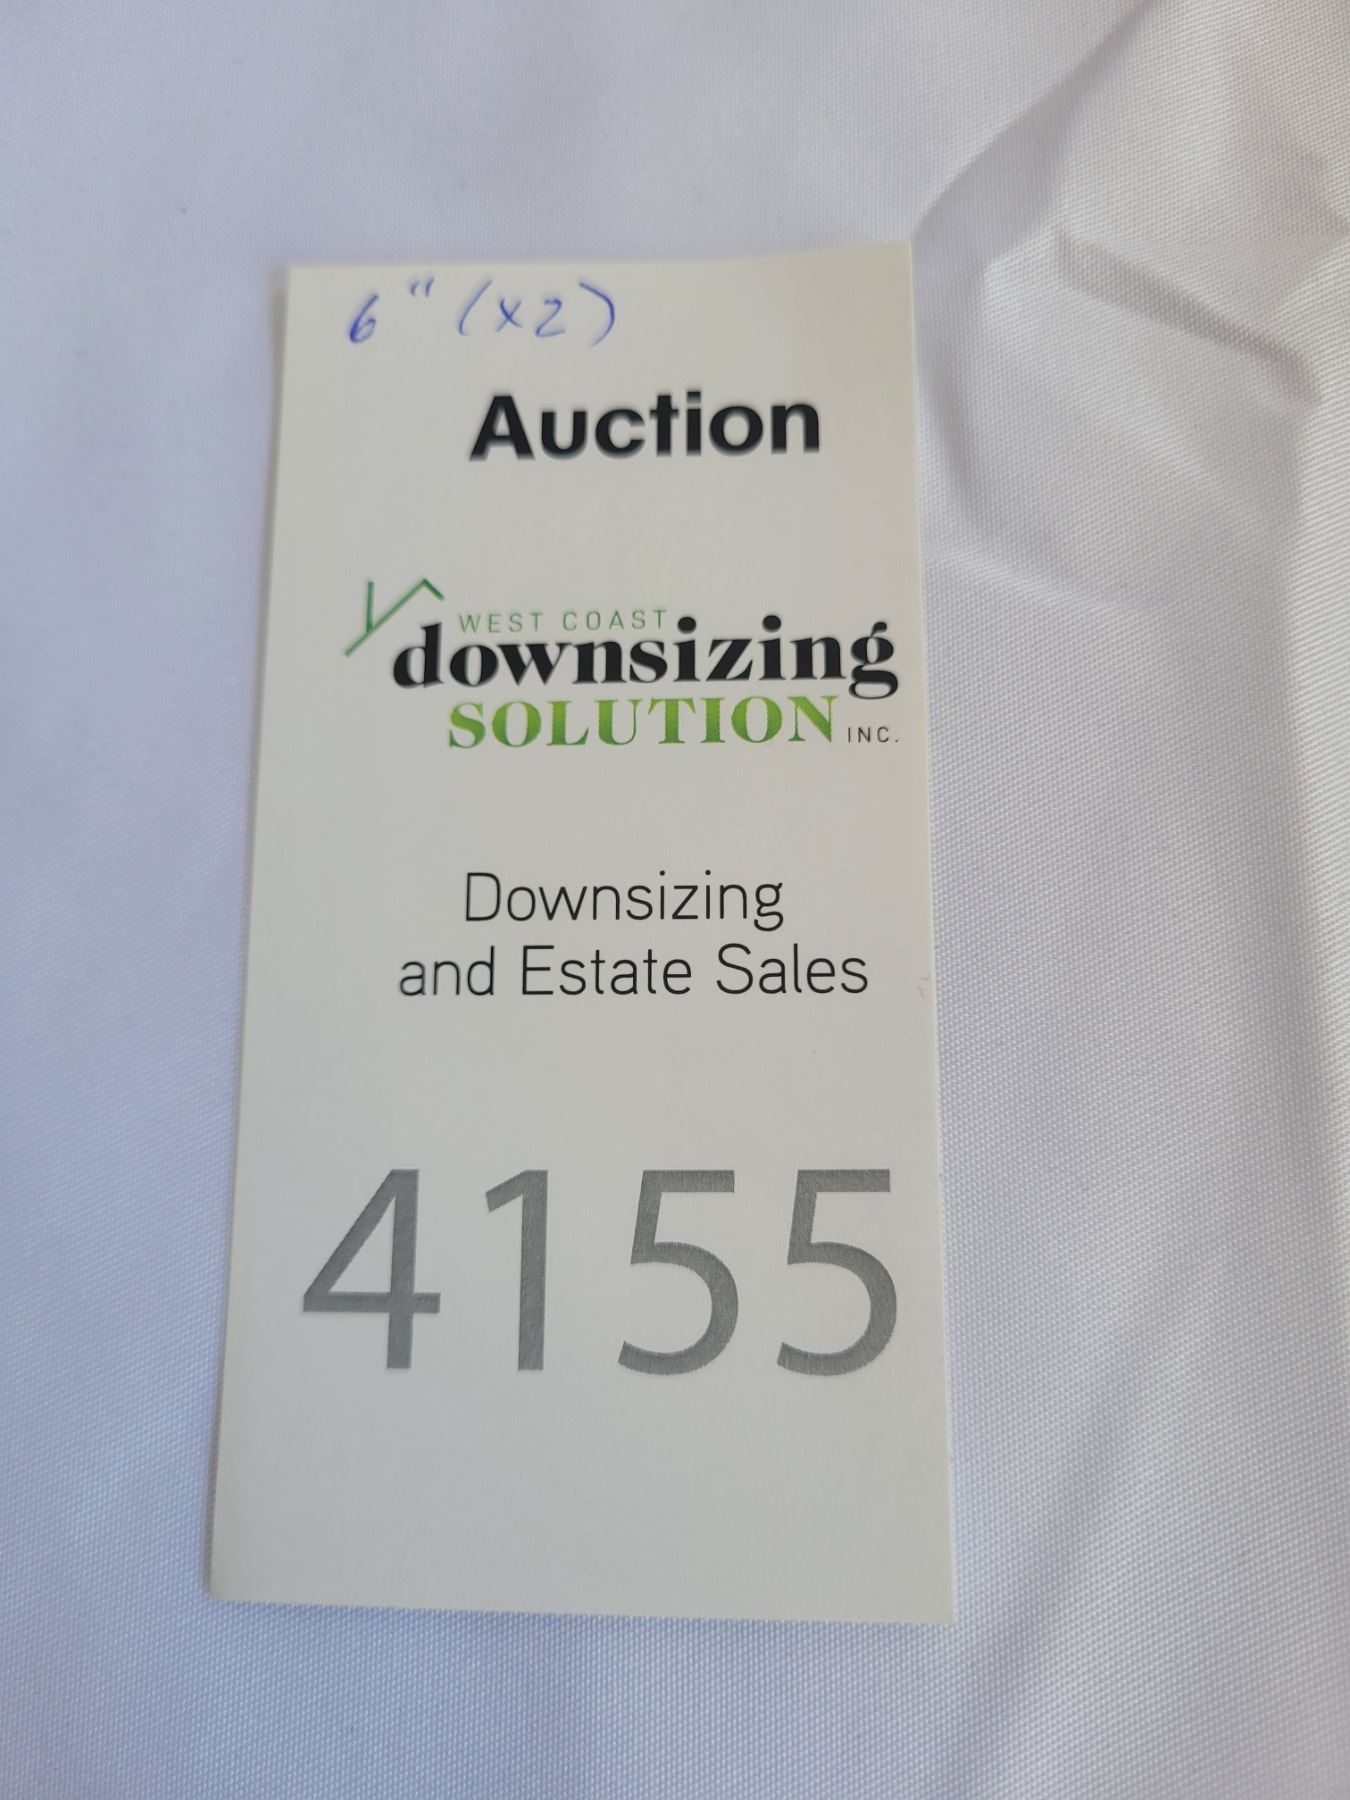 6" (x2)
Auction
WEST COAST
downsizing
SOLUTION INC.
Downsizing
and Estate Sales
4155